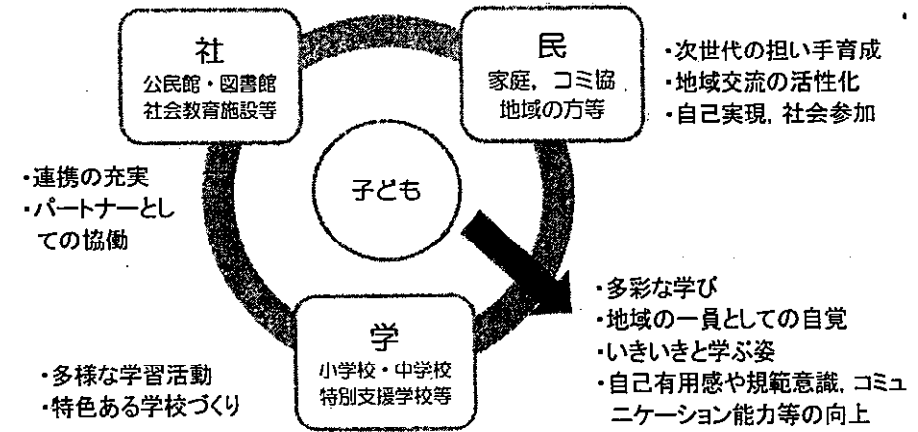 社
公民館・図書館
社会教育施設等
民
家庭，コミ協
地域の方等
・次世代の担い手育成
・地域交流の活性化
・自己実現，社会参加
・連携の充実
・パートナーとし
ての協働
子ども
学
小学校・中学校
特別支援学校等
・多様な学習活動
・特色ある学校づくり
・多彩な学び
・地域の一員としての自覚
・いきいきと学ぶ姿
・自己有用感や規範意識，コミュ
ニケーション能力等の向上